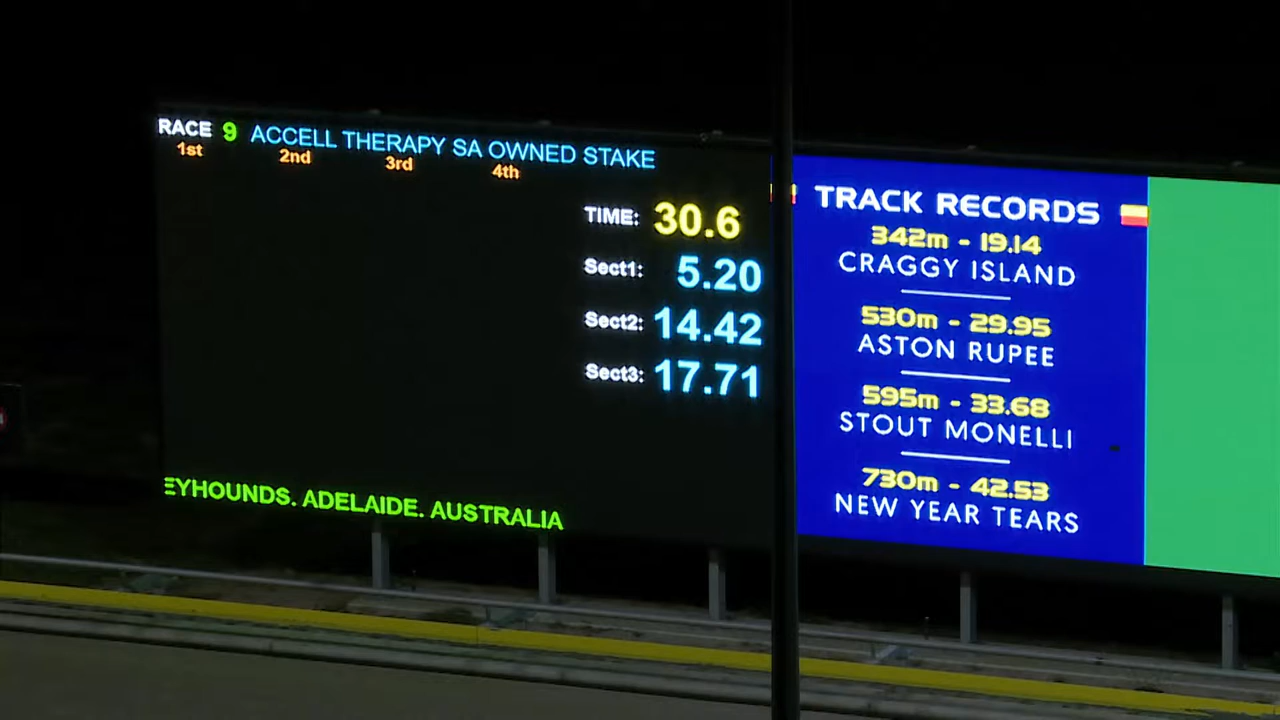 RACE 9 ACCELL THERAPY SA OWNED STAKE
1st 2nd 3rd 4th
TIME: 30.6
Sect1: 5.20
Sect2: 14.42
Sect3: 17.71
EYHOUNDS. ADELAIDE. AUSTRALIA
TRACK RECORDS
342m - 19.14
CRAGGY ISLAND
530m - 29.95
ASTON RUPEE
595m - 33.68
STOUT MONELLI
730m - 42.53
NEW YEAR TEARS